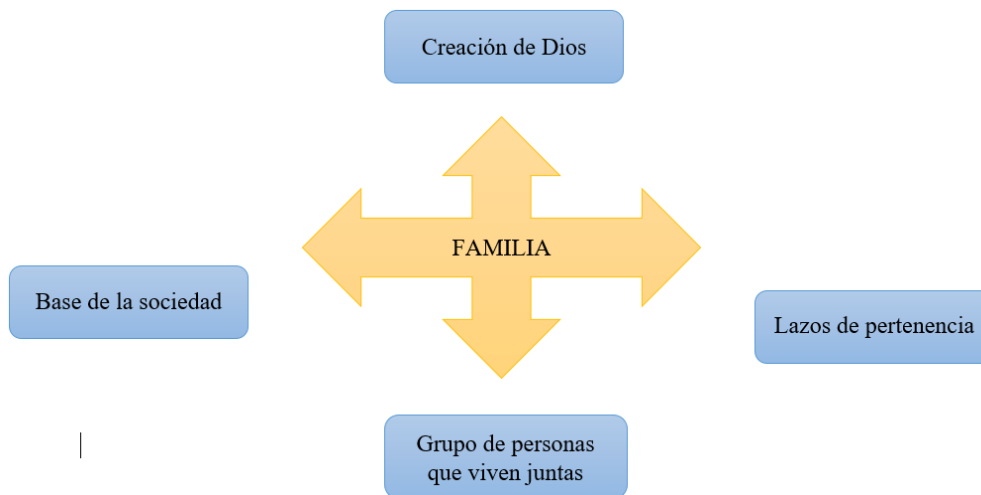 Creación de Dios
FAMILIA
Base de la sociedad
Lazos de pertenencia
Grupo de personas
que viven juntas